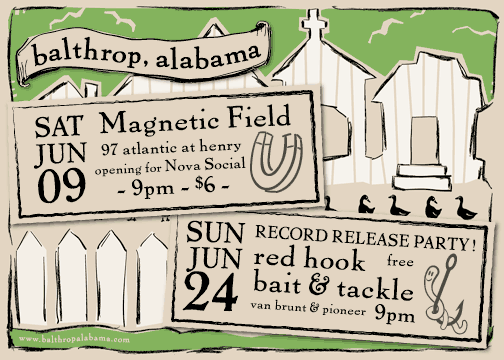 balthrop, alabama
SAT
JUN
09
Magnetic Field
97 atlantic at henry
opening for Nova Social
- 9pm - $6 -
SUN
JUN
24
RECORD RELEASE PARTY!
red hook free
bait & tackle
van brunt & pioneer 9pm
www.balthropalabama.com